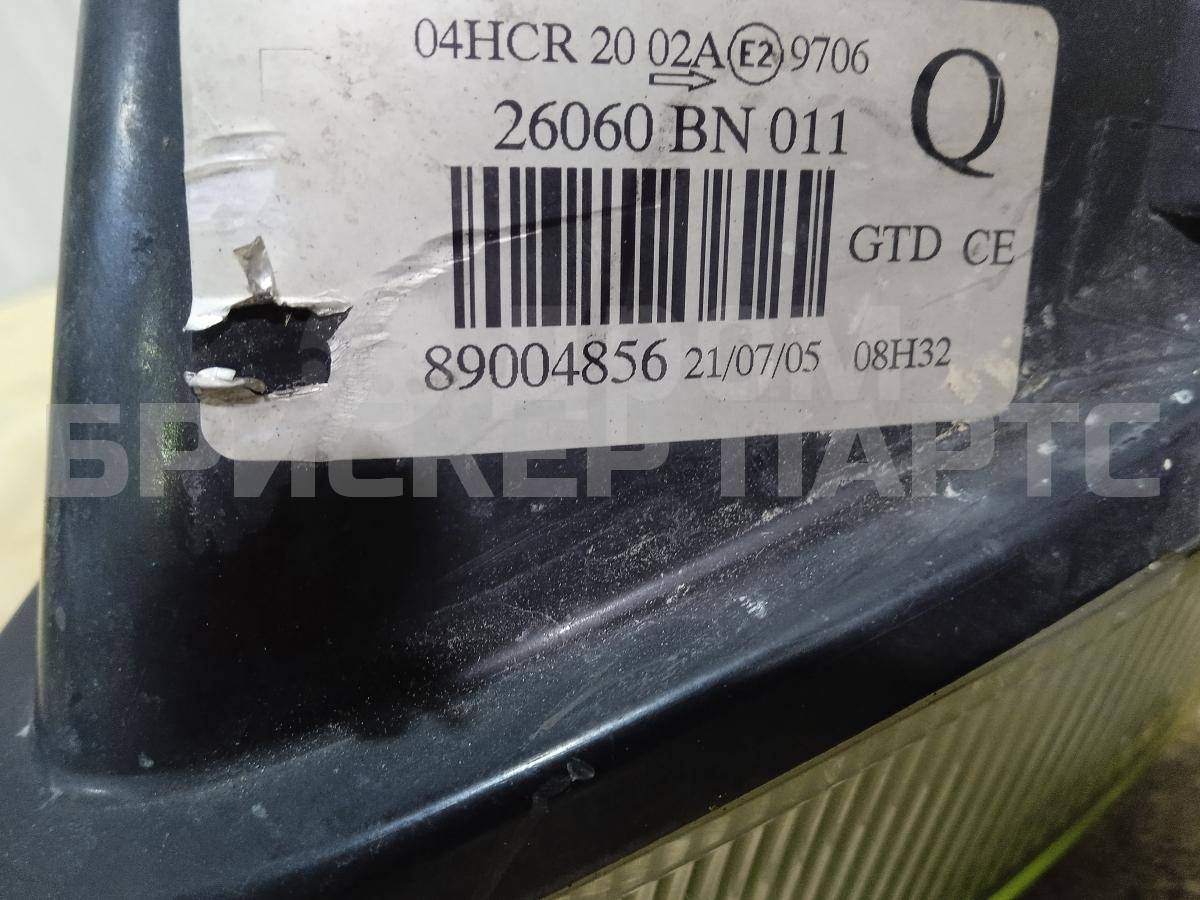 04HCR 20 02A E2 9706
26060 BN 011
Q
GTD CE
89004856 21/07/05 08H32
БРИСКЕР ПАРТС